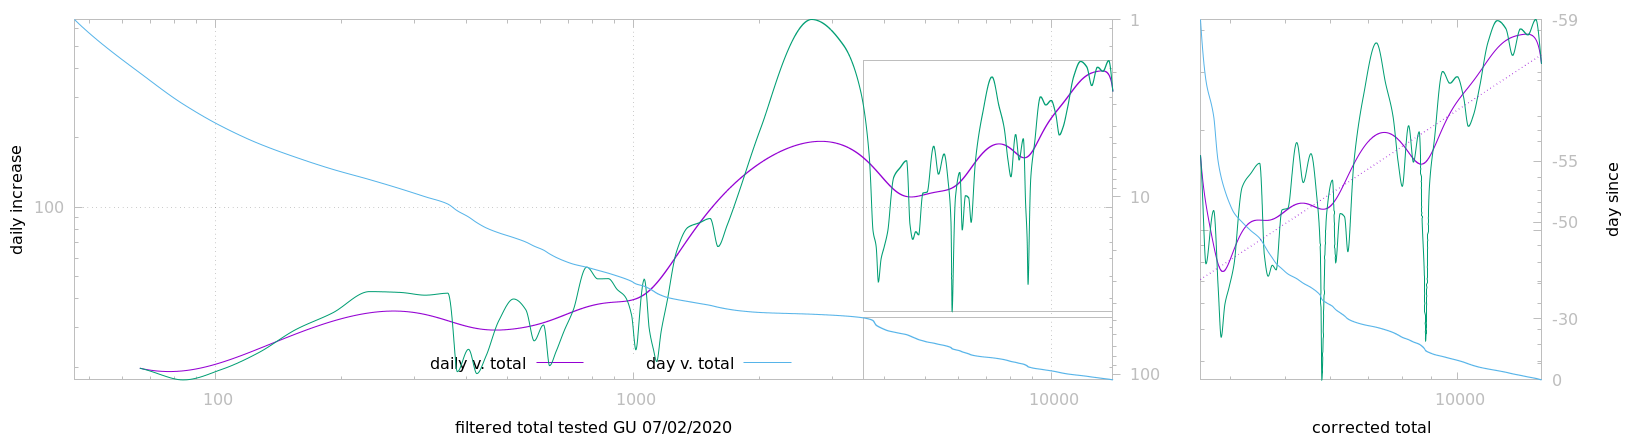 daily increase
100
daily v. total
day v. total
100
1000
10000
1
10
100
filtered total tested GU 07/02/2020
-59
-55
-50
-30
0
day since
10000
corrected total